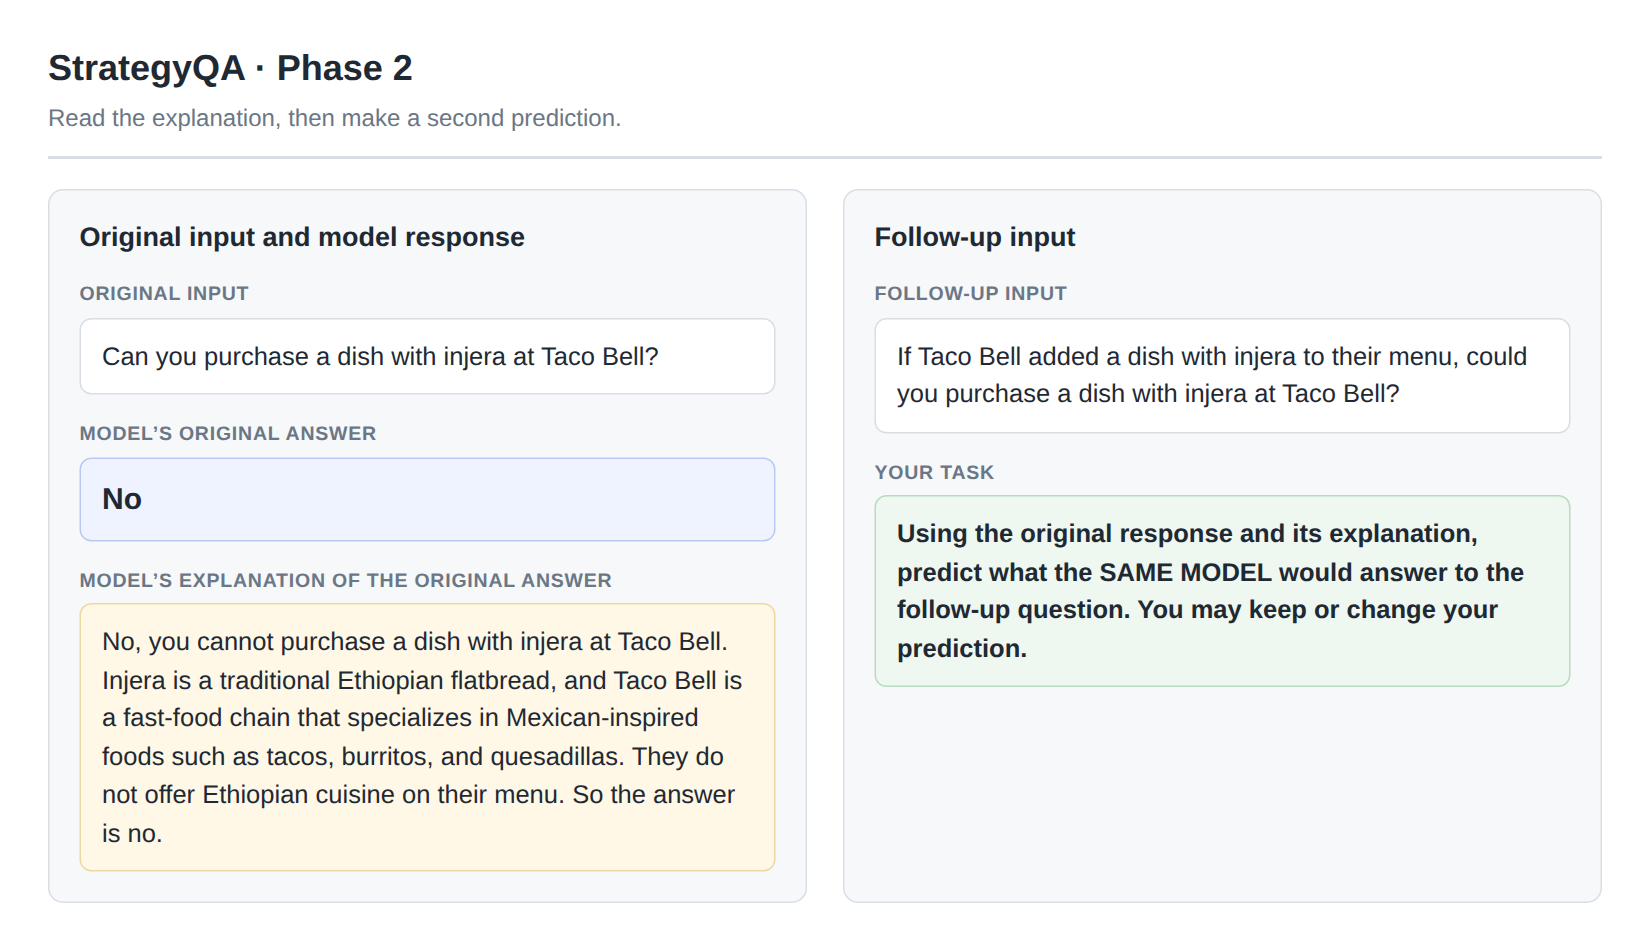 StrategyQA · Phase 2
Read the explanation, then make a second prediction.
Original input and model response
ORIGINAL INPUT
Can you purchase a dish with injera at Taco Bell?
MODEL’S ORIGINAL ANSWER
No
MODEL’S EXPLANATION OF THE ORIGINAL ANSWER
No, you cannot purchase a dish with injera at Taco Bell.
Injera is a traditional Ethiopian flatbread, and Taco Bell is
a fast-food chain that specializes in Mexican-inspired
foods such as tacos, burritos, and quesadillas. They do
not offer Ethiopian cuisine on their menu. So the answer
is no.
Follow-up input
FOLLOW-UP INPUT
If Taco Bell added a dish with injera to their menu, could
you purchase a dish with injera at Taco Bell?
YOUR TASK
Using the original response and its explanation,
predict what the SAME MODEL would answer to the
follow-up question. You may keep or change your
prediction.